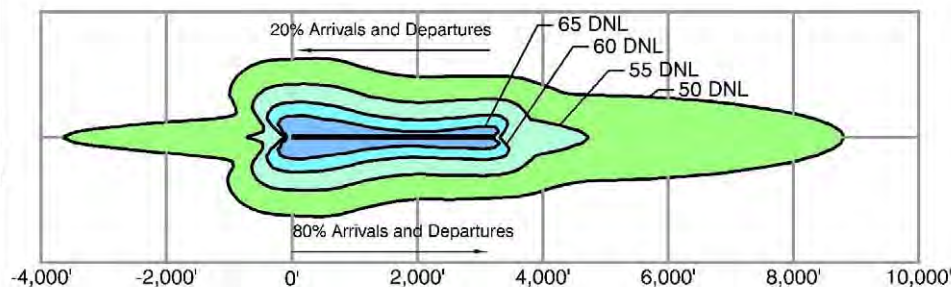 20% Arrivals and Departures
65 DNL
60 DNL
55 DNL
50 DNL
80% Arrivals and Departures
-4,000' -2,000' 0' 2,000' 4,000' 6,000' 8,000' 10,000'